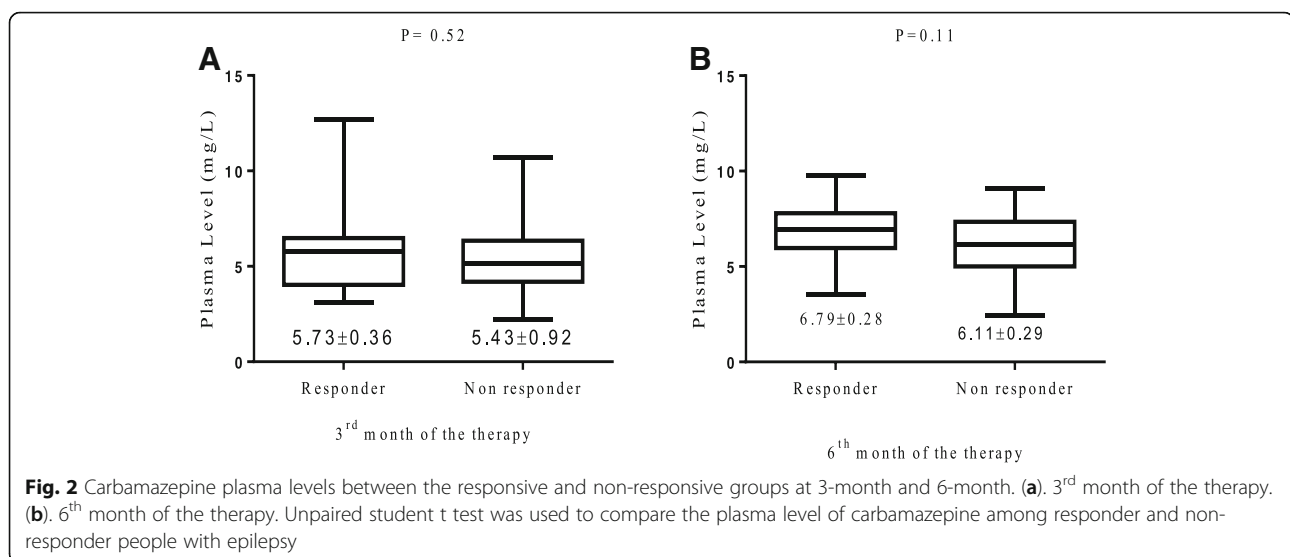 P= 0.52
A
15
10
5
0
Plasma Level (mg/L)
5.73±0.36
5.43±0.92
Responder
Non responder
3rd month of the therapy
P=0.11
B
15
10
5
0
Plasma Level (mg/L)
6.79±0.28
6.11±0.29
Responder
Non responder
6th month of the therapy
Fig. 2 Carbamazepine plasma levels between the responsive and non-responsive groups at 3-month and 6-month. (a). 3rd month of the therapy.
(b). 6th month of the therapy. Unpaired student t test was used to compare the plasma level of carbamazepine among responder and non-
responder people with epilepsy